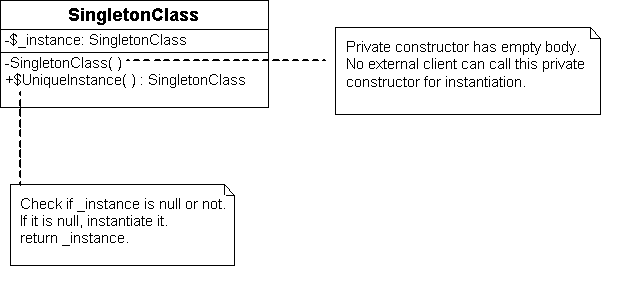 SingletonClass
-$_instance: SingletonClass
-SingletonClass( )
+$UniqueInstance( ) : SingletonClass
Private constructor has empty body.
No external client can call this private
constructor for instantiation.
Check if _instance is null or not.
If it is null, instantiate it.
return _instance.